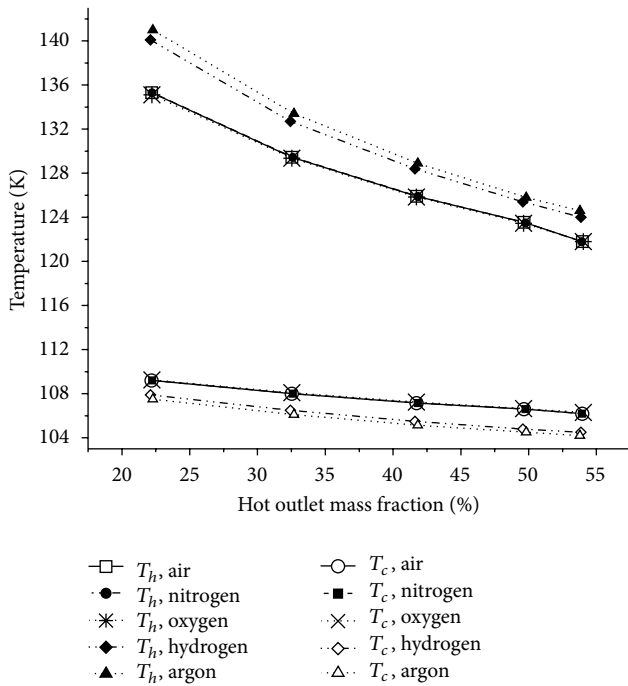 140
136
132
128
124
120
116
112
108
104
Temperature (K)
20 25 30 35 40 45 50 55
Hot outlet mass fraction (%)
T_h, air
T_h, nitrogen
T_h, oxygen
T_h, hydrogen
T_h, argon
T_c, air
T_c, nitrogen
T_c, oxygen
T_c, hydrogen
T_c, argon